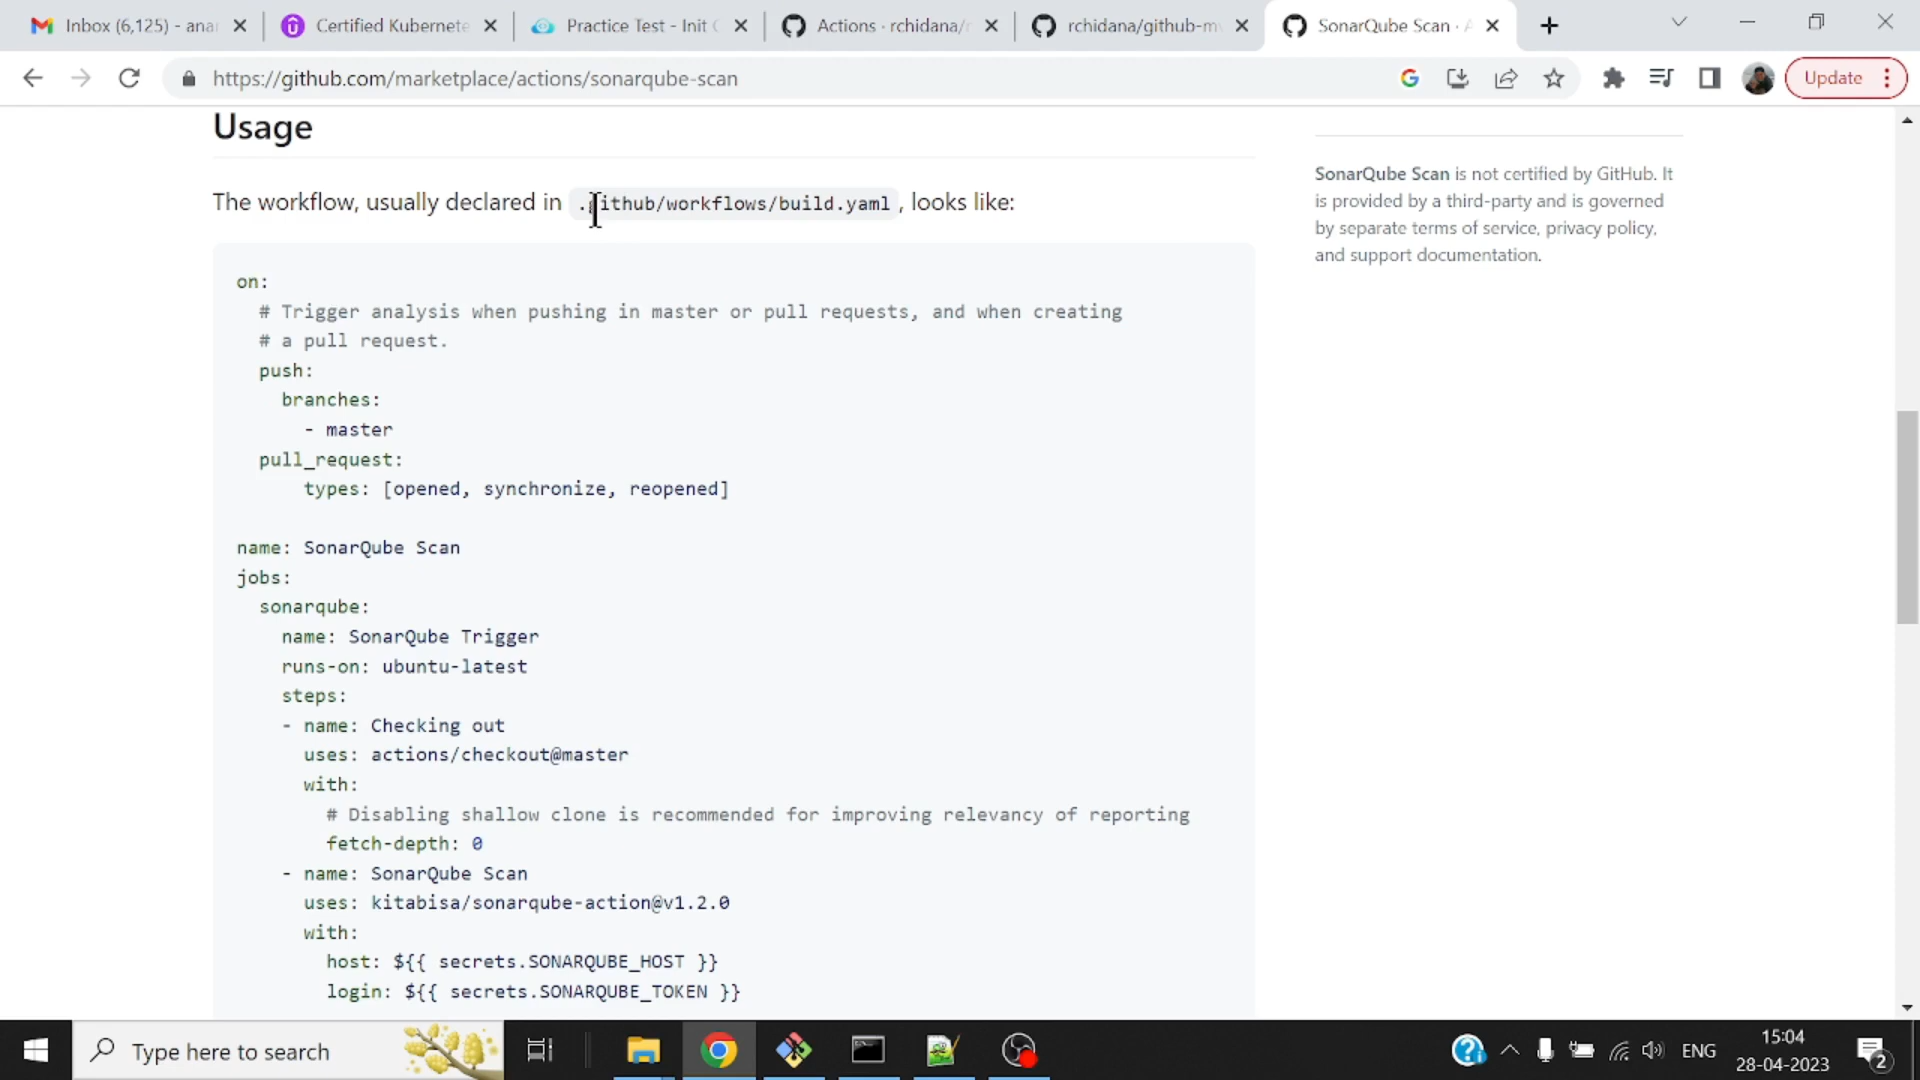 Inbox (6,125) - anar
Certified Kubernete
Practice Test - Init C
Actions · rchidana/r
rchidana/github-mv
SonarQube Scan · A
https://github.com/marketplace/actions/sonarqube-scan
Update
Usage
The workflow, usually declared in .github/workflows/build.yaml , looks like:
on:
# Trigger analysis when pushing in master or pull requests, and when creating
# a pull request.
push:
branches:
- master
pull_request:
types: [opened, synchronize, reopened]
name: SonarQube Scan
jobs:
sonarqube:
name: SonarQube Trigger
runs-on: ubuntu-latest
steps:
- name: Checking out
uses: actions/checkout@master
with:
# Disabling shallow clone is recommended for improving relevancy of reporting
fetch-depth: 0
- name: SonarQube Scan
uses: kitabisa/sonarqube-action@v1.2.0
with:
host: ${{ secrets.SONARQUBE_HOST }}
login: ${{ secrets.SONARQUBE_TOKEN }}
SonarQube Scan is not certified by GitHub. It
is provided by a third-party and is governed
by separate terms of service, privacy policy,
and support documentation.
Type here to search
ENG
15:04
28-04-2023
2